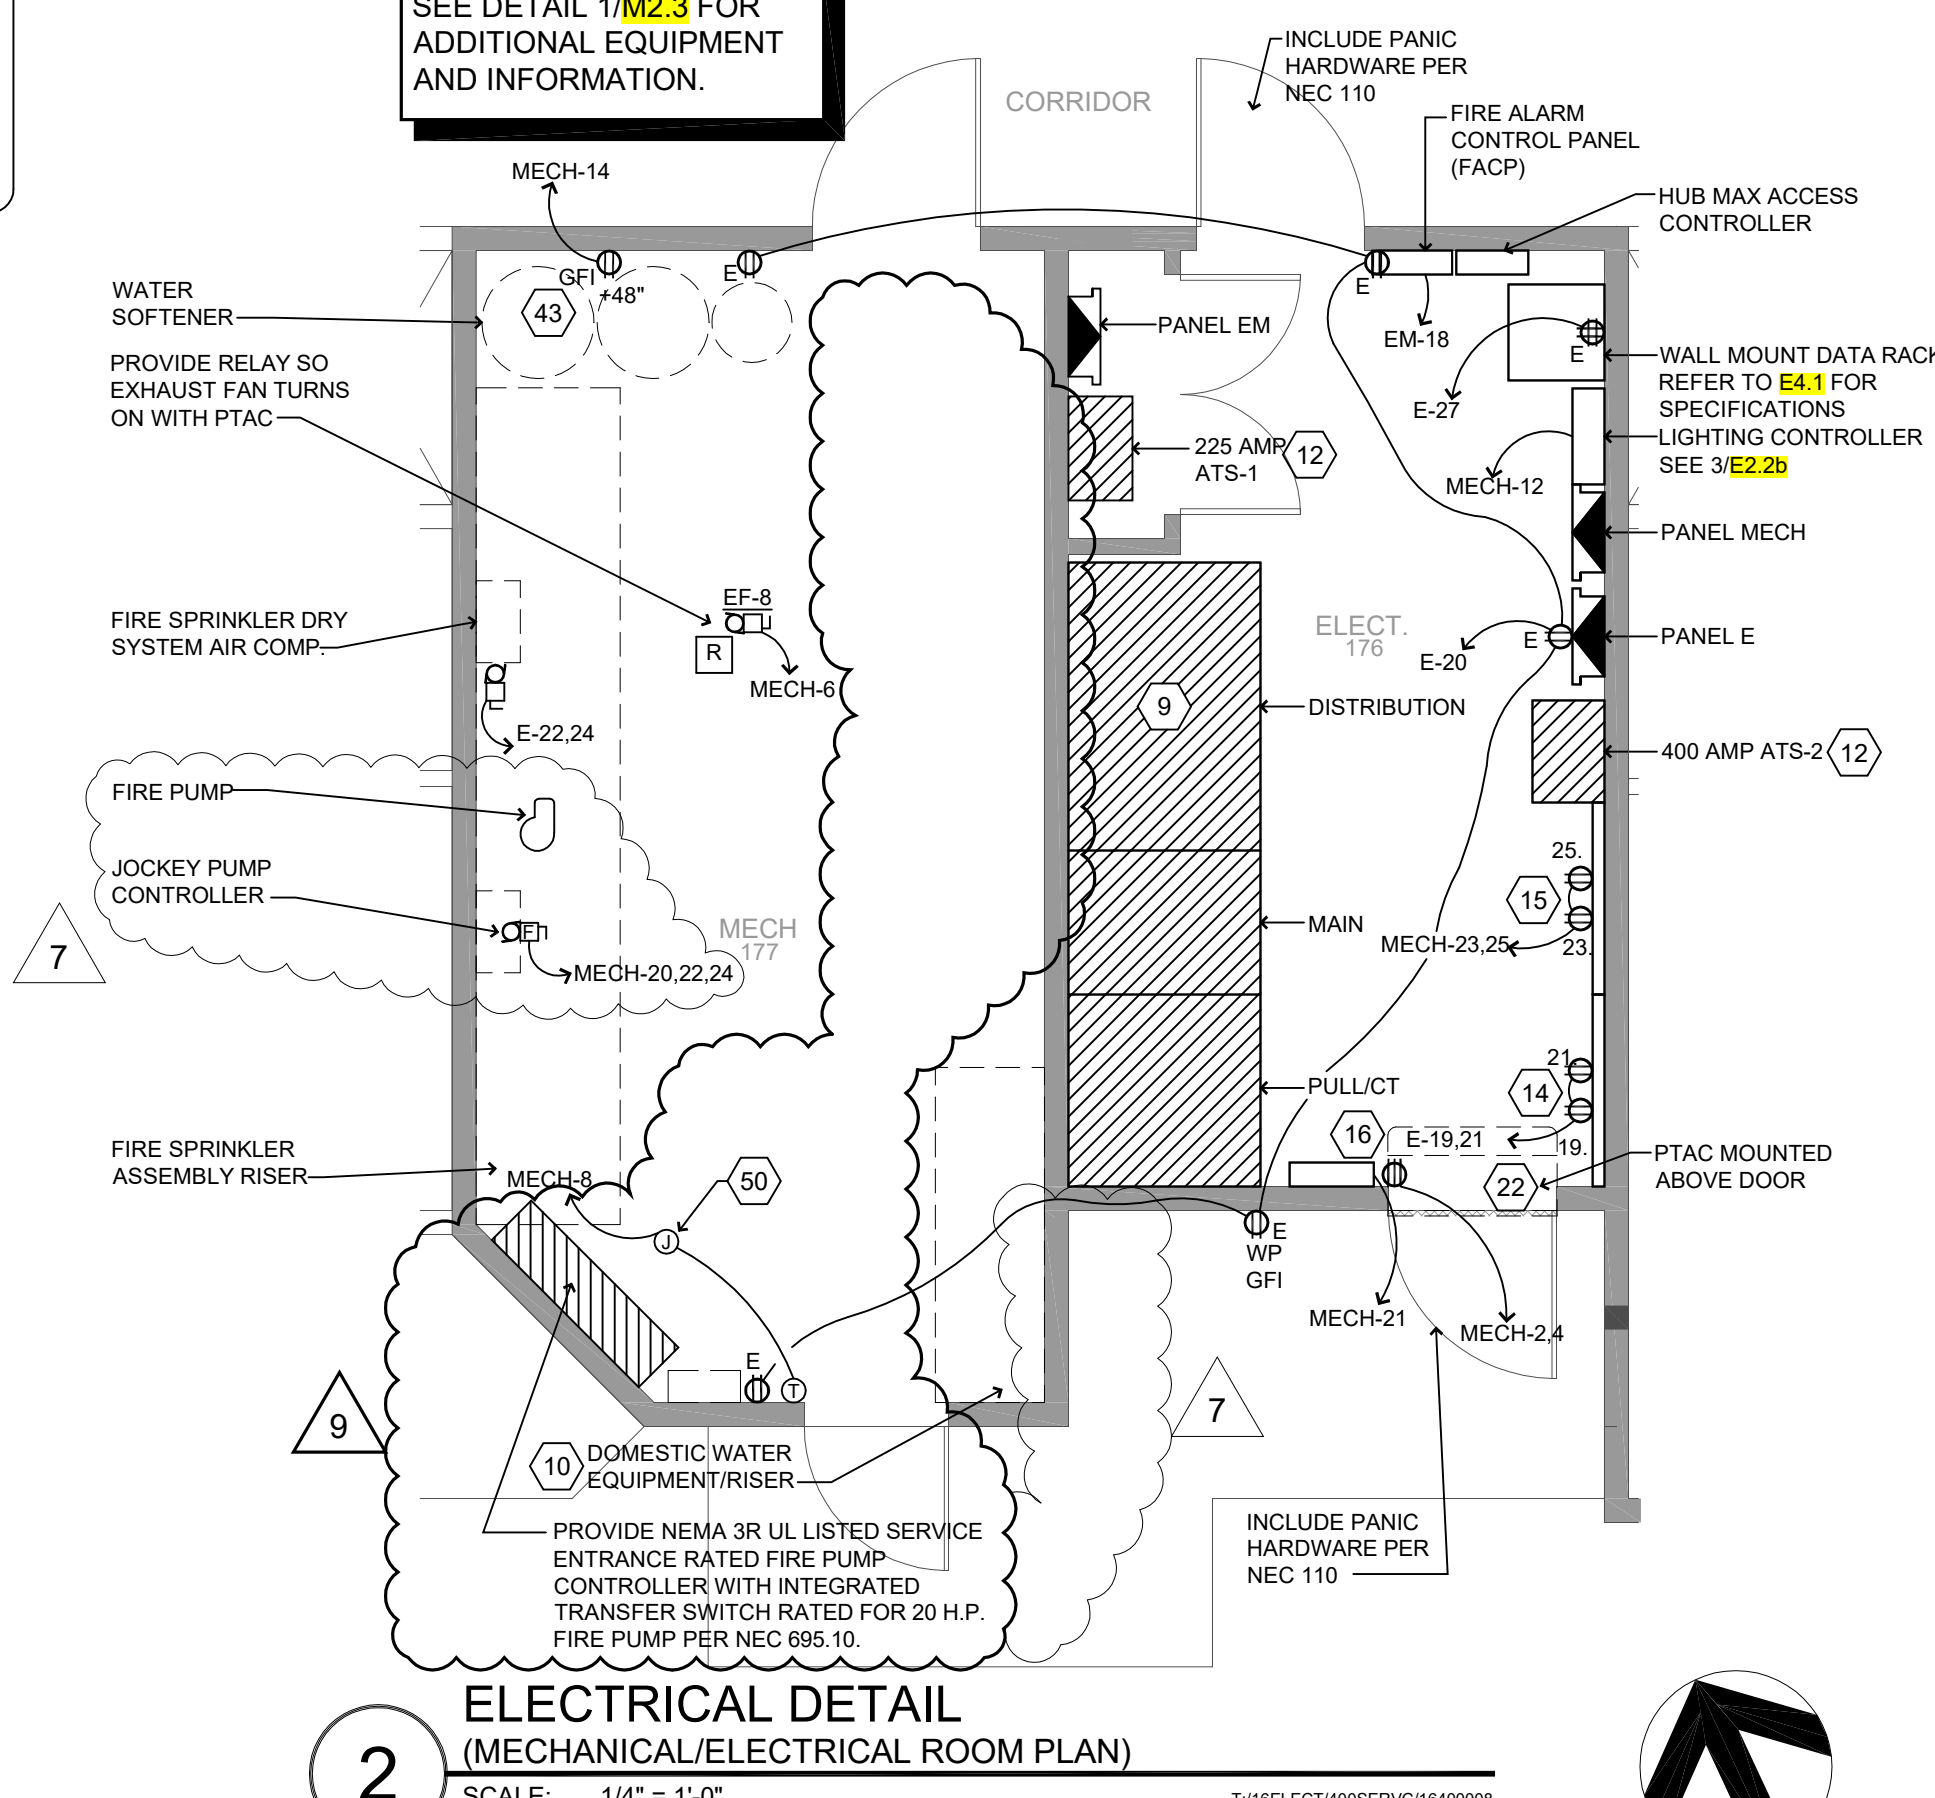 SEE DETAIL 1/M2.3 FOR
ADDITIONAL EQUIPMENT
AND INFORMATION.
CORRIDOR
INCLUDE PANIC
HARDWARE PER
NEC 110
FIRE ALARM
CONTROL PANEL
(FACP)
HUB MAX ACCESS
CONTROLLER
MECH-14
GFI
+48"
E
E
43
WATER
SOFTENER
PROVIDE RELAY SO
EXHAUST FAN TURNS
ON WITH PTAC
PANEL EM
EM-18
E
E-27
WALL MOUNT DATA RACK
REFER TO E4.1 FOR
SPECIFICATIONS
LIGHTING CONTROLLER
SEE 3/E2.2b
225 AMP
ATS-1
12
MECH-12
PANEL MECH
FIRE SPRINKLER DRY
SYSTEM AIR COMP.
EF-8
R
MECH-6
ELECT.
176
E
E-20
PANEL E
9
DISTRIBUTION
E-22,24
400 AMP ATS-2
12
FIRE PUMP
JOCKEY PUMP
CONTROLLER
F
7
MECH
177
MECH-20,22,24
MAIN
25.
15
23.
MECH-23,25
21.
14
19.
PULL/CT
16
E-19,21
22
PTAC MOUNTED
ABOVE DOOR
FIRE SPRINKLER
ASSEMBLY RISER
MECH-8
50
J
E
WP
GFI
MECH-21
MECH-2,4
E
T
9
7
10
DOMESTIC WATER
EQUIPMENT/RISER
PROVIDE NEMA 3R UL LISTED SERVICE
ENTRANCE RATED FIRE PUMP
CONTROLLER WITH INTEGRATED
TRANSFER SWITCH RATED FOR 20 H.P.
FIRE PUMP PER NEC 695.10.
INCLUDE PANIC
HARDWARE PER
NEC 110
2
ELECTRICAL DETAIL
(MECHANICAL/ELECTRICAL ROOM PLAN)
SCALE: 1/4" = 1'-0"
T:/16ELECT/400SERVC/16400008